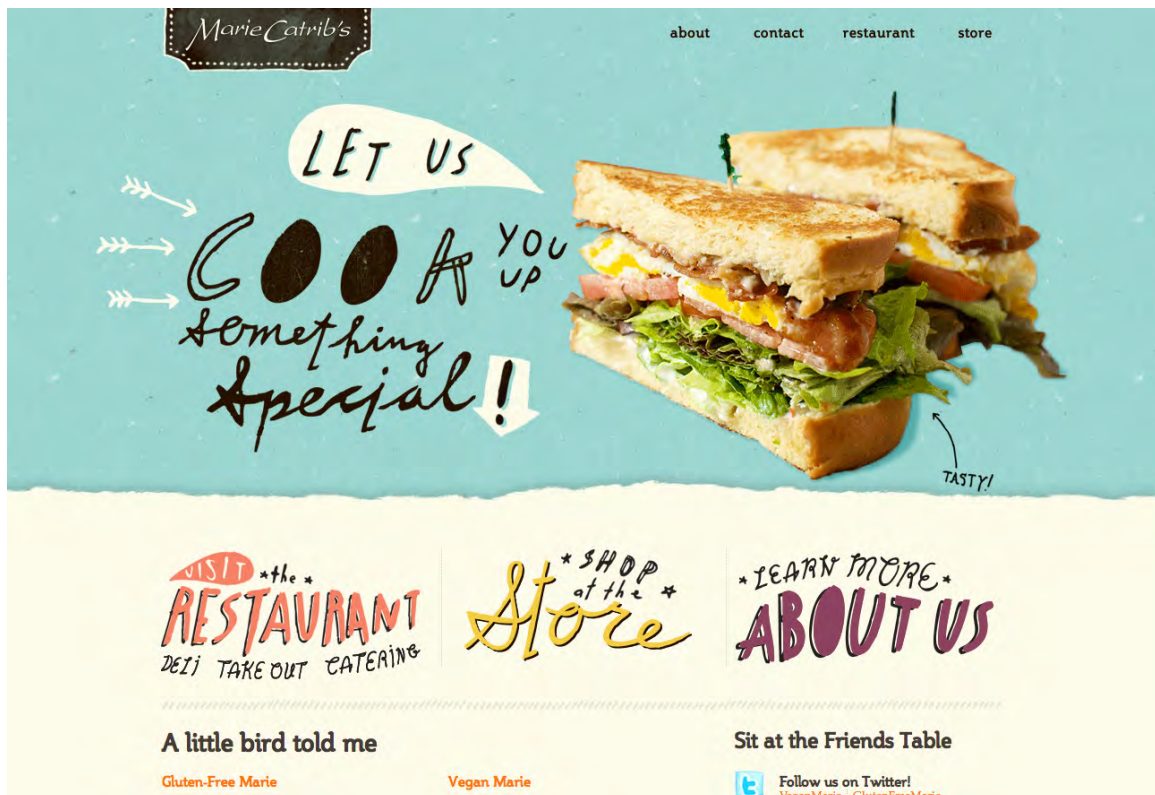 Marie Catrib's
about contact restaurant store
LET US
COOK YOU UP
something
special!
TASTY!
VISIT the
RESTAURANT
DELI TAKE OUT CATERING
SHOP
at the
Store
LEARN MORE
ABOUT US
A little bird told me
Gluten-Free Marie
Vegan Marie
Sit at the Friends Table
Follow us on Twitter!
VeganMarie | GlutenFreeMarie